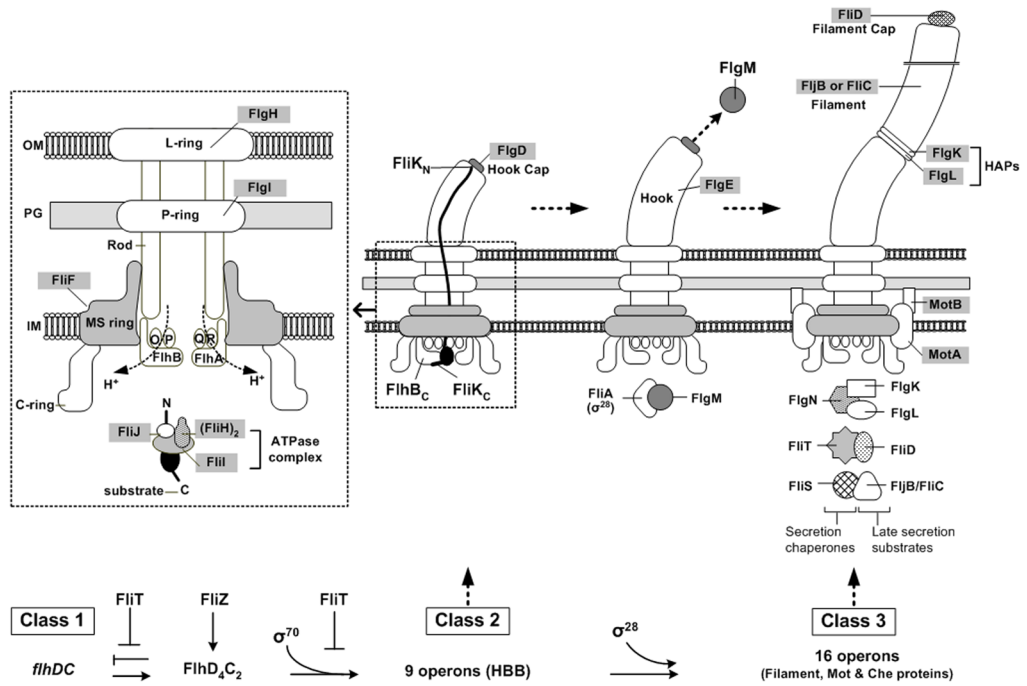 FliD
Filament Cap
FlgM
FljB or FliC
Filament
FlgH
OM
L-ring
FliK_N
FlgD
Hook Cap
FlgK
FlgL
HAPs
FlgI
FlgE
Hook
PG
P-ring
Rod
FliF
MotB
IM
MS ring
O P
Q R
FlhB
FlhA
MotA
H⁺
H⁺
FlhB_C
FliK_C
FliA
(σ²⁸)
FlgM
FlgK
FlgN
FlgL
C-ring
N
FliJ
(FliH)₂
ATPase
complex
FliI
FliT
FliD
substrate
C
FliS
FljB/FliC
Secretion
chaperones
Late secretion
substrates
Class 1
FliT
FliZ
FliT
Class 2
Class 3
σ⁷⁰
σ²⁸
flhDC
FlhD₄C₂
9 operons (HBB)
16 operons
(Filament, Mot & Che proteins)